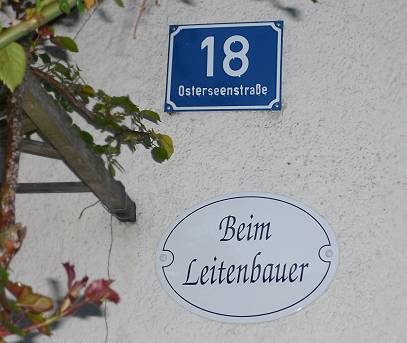 18
Osterseenstraße
Beim
Leitenbauer